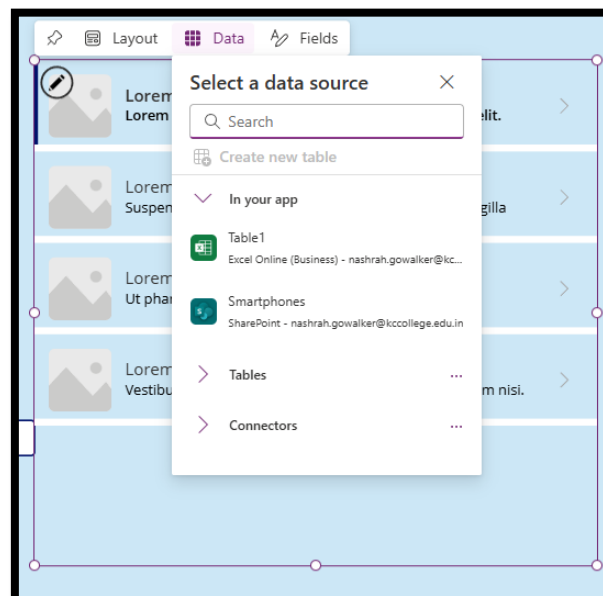 Layout Data Fields
Select a data source
Search
Create new table
In your app
Table1
Excel Online (Business) - nashrah.gowalker@kc...
Smartphones
SharePoint - nashrah.gowalker@kccollege.edu.in
Tables
Connectors
Lorem
Lorem elit.
Lorem
Suspen gilla
Lorem
Ut phar
Lorem
Vestibu m nisi.